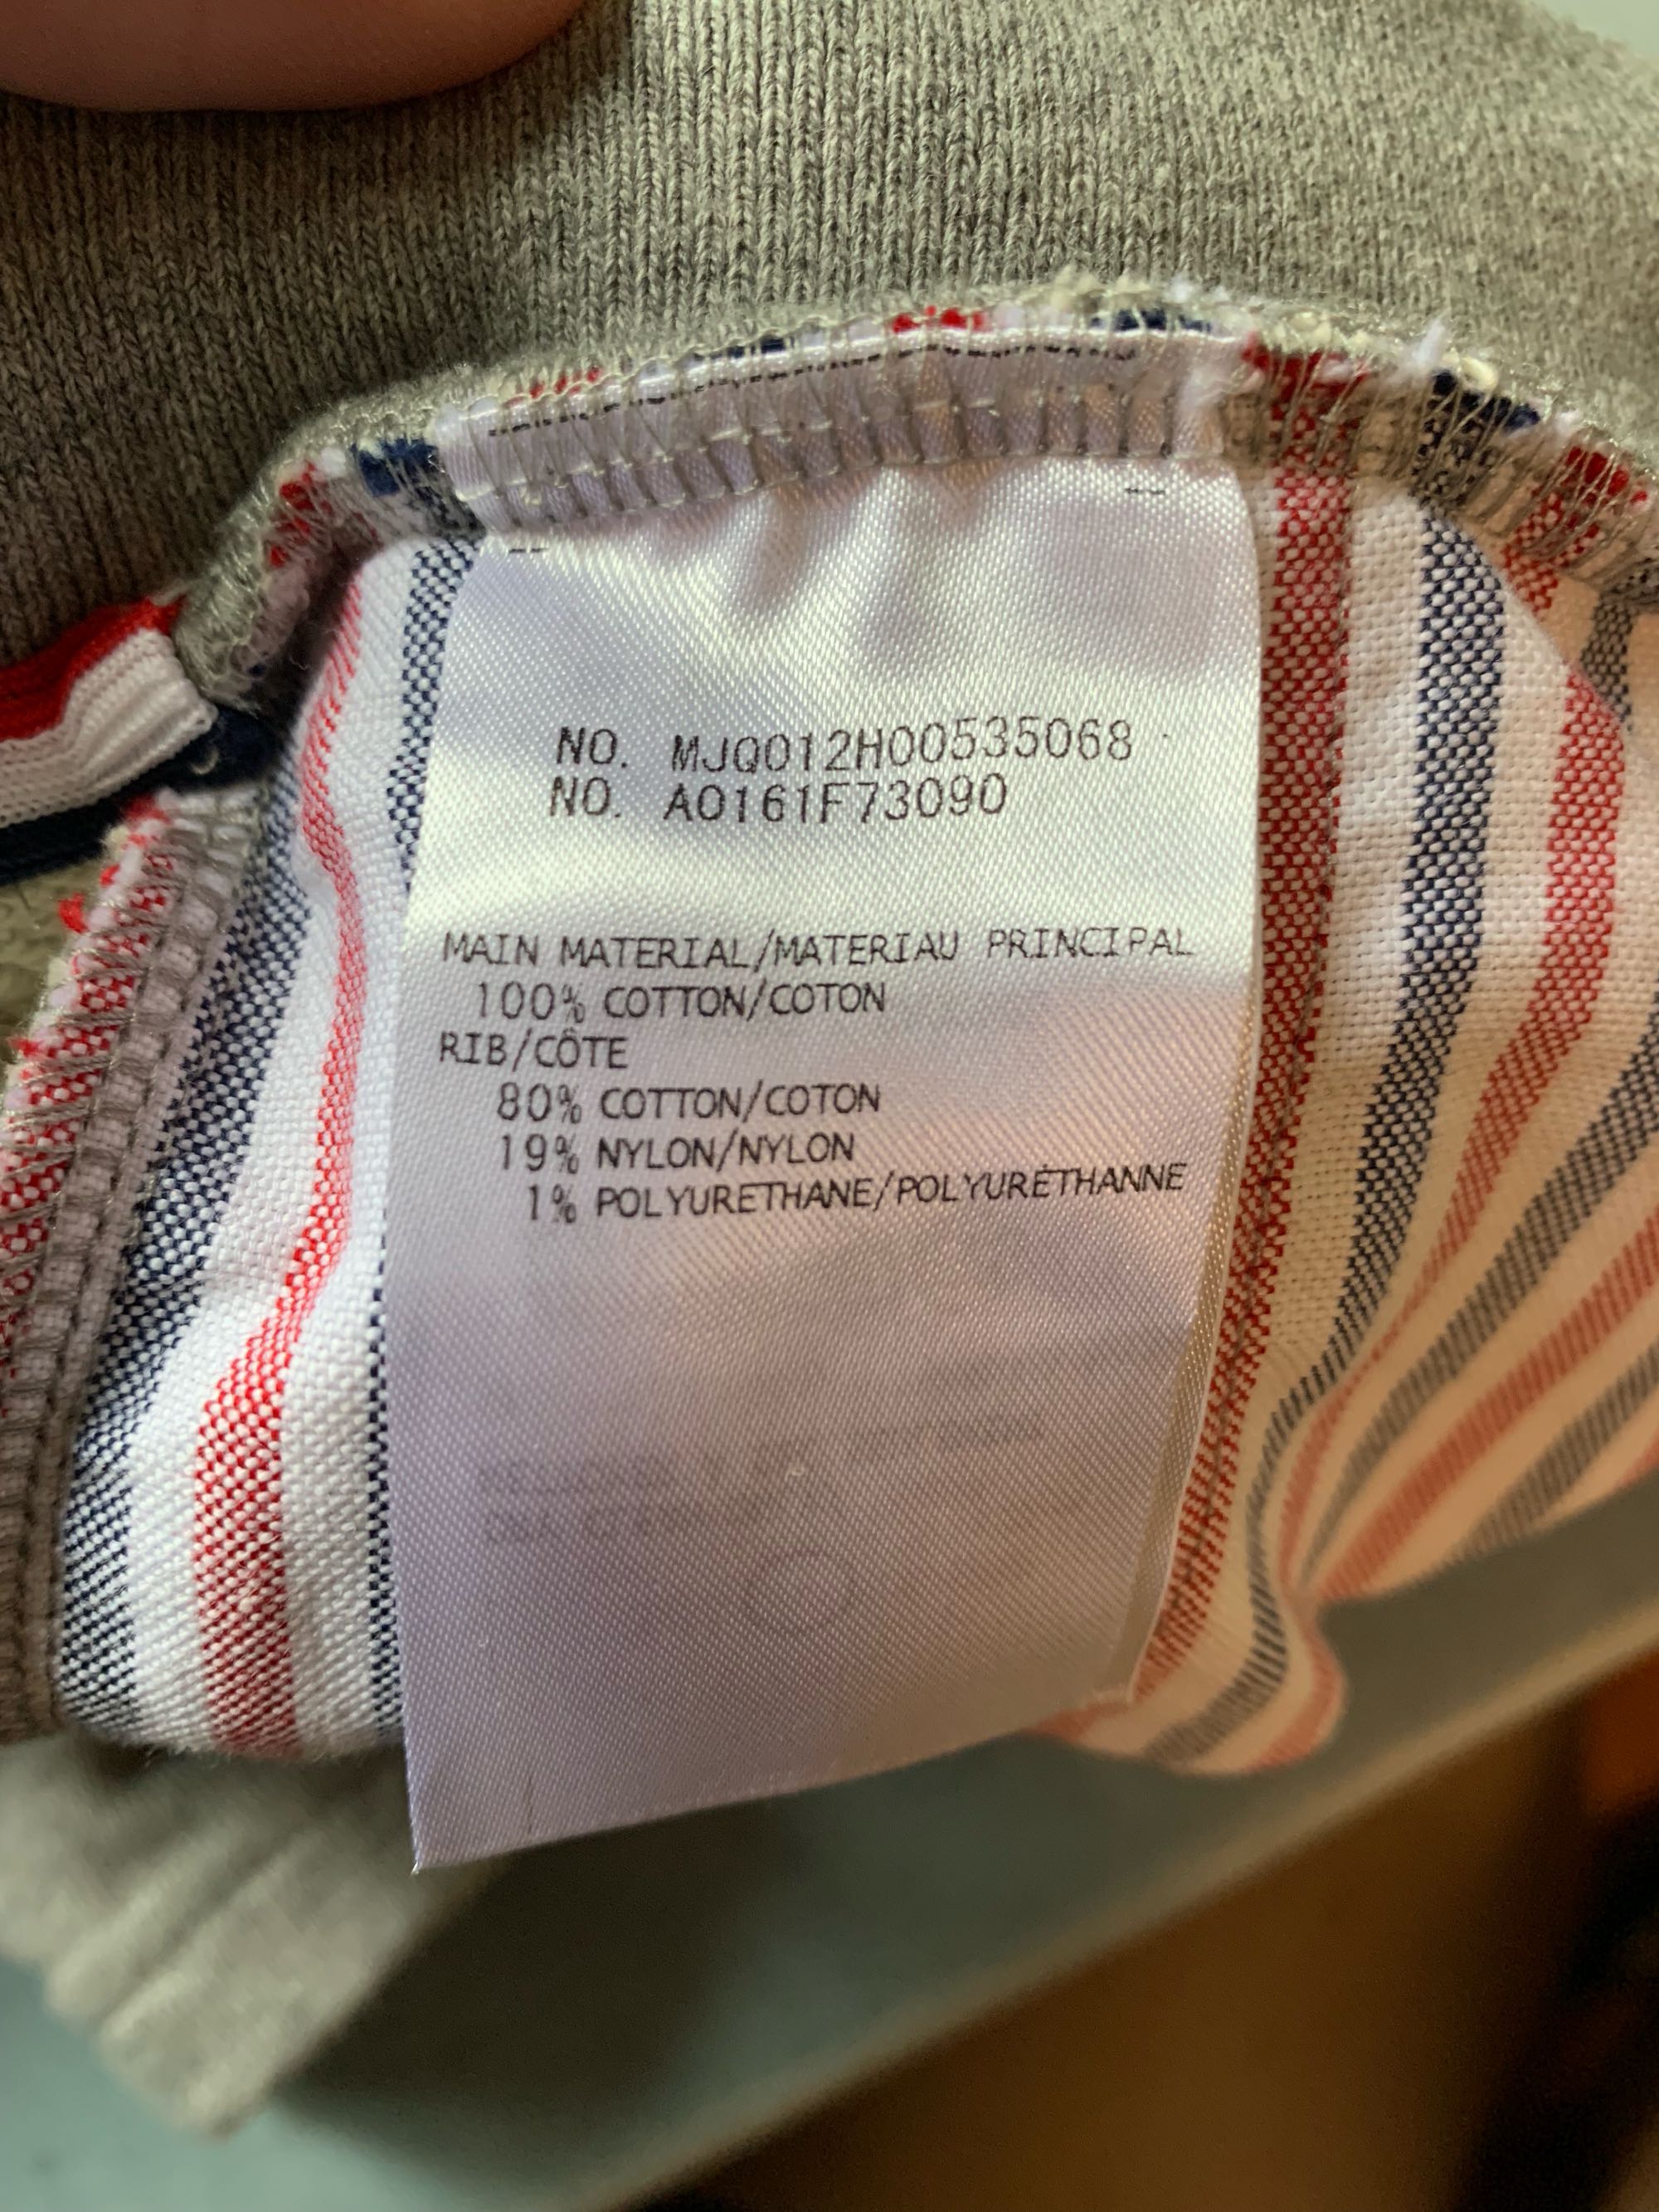 NO. MJQ012H00535068
NO. A0161F73090
MAIN MATERIAL/MATERIAU PRINCIPAL
100% COTTON/COTON
RIB/CÔTE
80% COTTON/COTON
19% NYLON/NYLON
1% POLYURETHANE/POLYURÉTHANNE